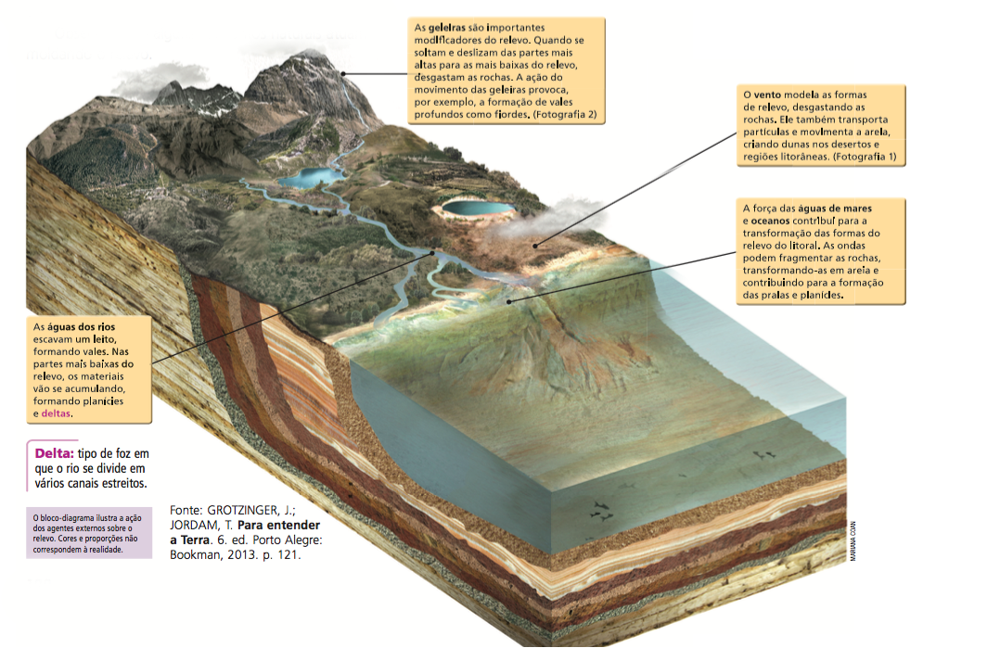 As geleiras são importantes
modificadores do relevo. Quando se
soltam e deslizam das partes mais
altas para as mais baixas do relevo,
desgastam as rochas. A ação do
movimento das geleiras provoca,
por exemplo, a formação de vales
profundos como fiordes. (Fotografia 2)
O vento modela as formas
de relevo, desgastando as
rochas. Ele também transporta
partículas e movimenta a areia,
criando dunas nos desertos e
regiões litorâneas. (Fotografia 1)
A força das águas de mares
e oceanos contribui para a
transformação das formas do
relevo do litoral. As ondas
podem fragmentar as rochas,
transformando-as em areia e
contribuindo para a formação
das praias e planícies.
As águas dos rios
escavam um leito,
formando vales. Nas
partes mais baixas do
relevo, os materiais
vão se acumulando,
formando planícies
e deltas.
Delta: tipo de foz em
que o rio se divide em
vários canais estreitos.
O bloco-diagrama ilustra a ação
dos agentes externos sobre o
relevo. Cores e proporções não
correspondem à realidade.
Fonte: GROTZINGER, J.;
JORDAM, T. Para entender
a Terra. 6. ed. Porto Alegre:
Bookman, 2013. p. 121.
MARIANA COAN